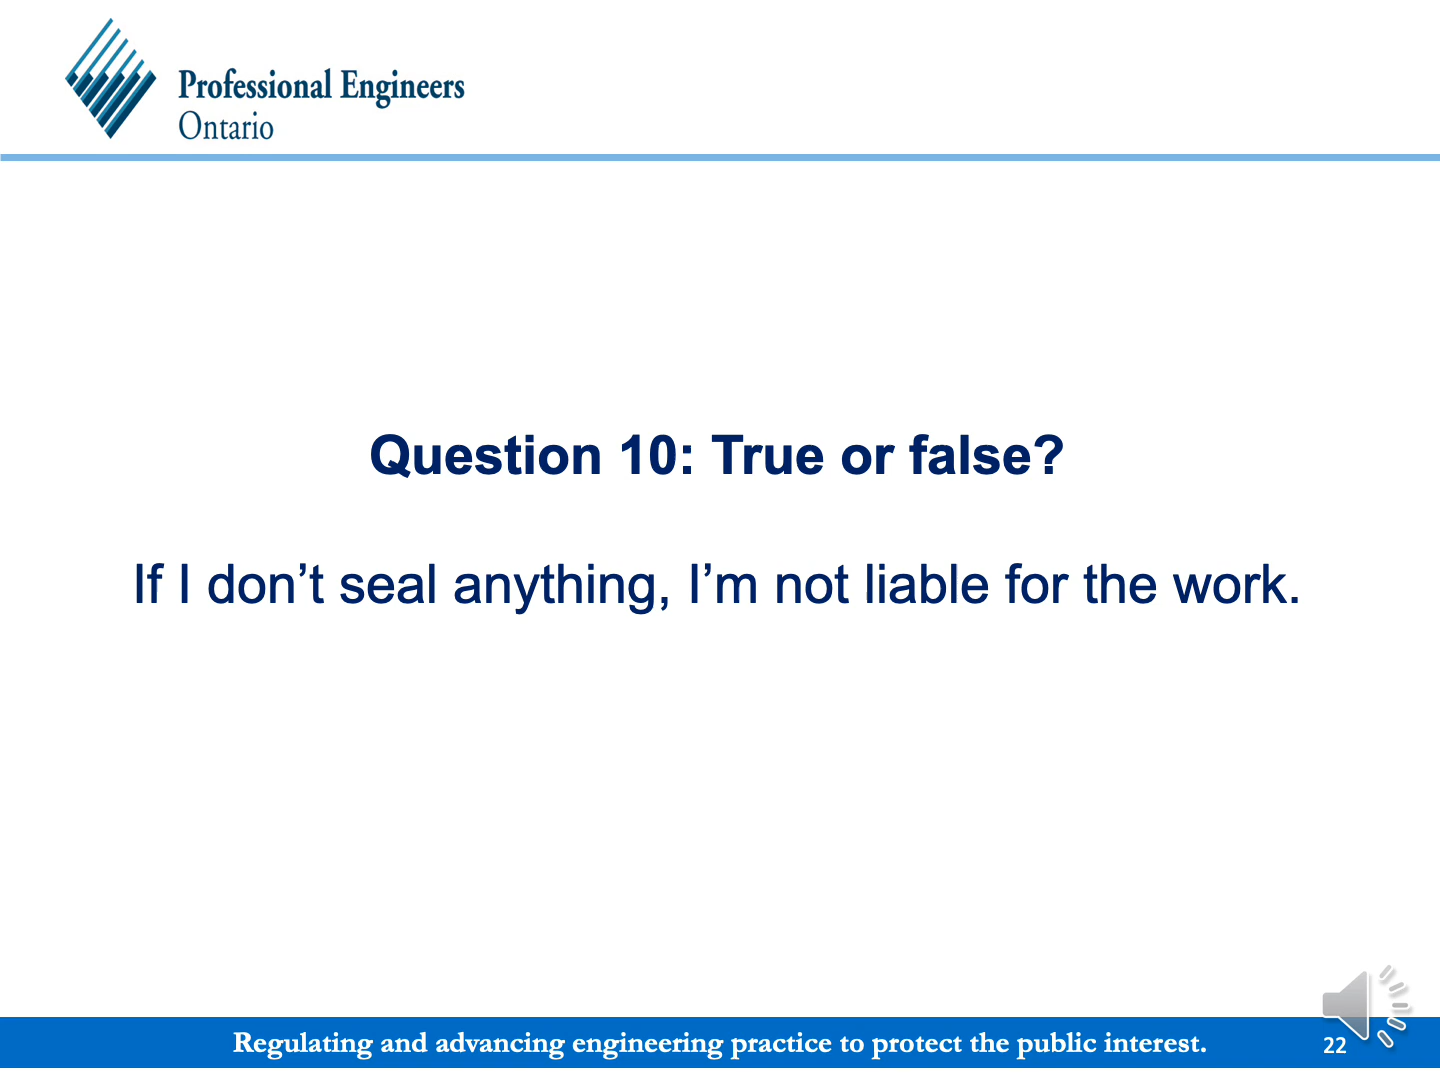 Professional Engineers
Ontario
Question 10: True or false?
If I don’t seal anything, I’m not liable for the work.
Regulating and advancing engineering practice to protect the public interest.
22